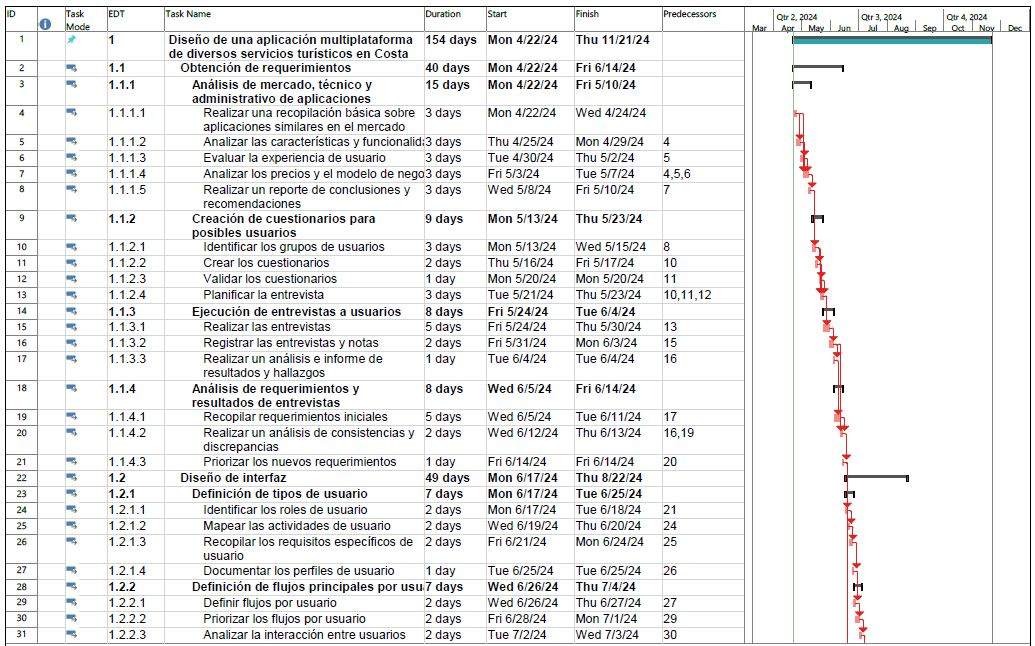 ID Task Mode EDT Task Name Duration Start Finish Predecessors
Qtr 2, 2024 Qtr 3, 2024 Qtr 4, 2024
Mar Apr May Jun Jul Aug Sep Oct Nov Dec
1 1 Diseño de una aplicación multiplataforma 154 days Mon 4/22/24 Thu 11/21/24
de diversos servicios turísticos en Costa
2 1.1 Obtención de requerimientos 40 days Mon 4/22/24 Fri 6/14/24
3 1.1.1 Análisis de mercado, técnico y 15 days Mon 4/22/24 Fri 5/10/24
administrativo de aplicaciones
4 1.1.1.1 Realizar una recopilación básica sobre 3 days Mon 4/22/24 Wed 4/24/24
aplicaciones similares en el mercado
5 1.1.1.2 Analizar las características y funcionalida 3 days Thu 4/25/24 Mon 4/29/24 4
6 1.1.1.3 Evaluar la experiencia de usuario 3 days Tue 4/30/24 Thu 5/2/24 5
7 1.1.1.4 Analizar los precios y el modelo de nego 3 days Fri 5/3/24 Tue 5/7/24 4,5,6
8 1.1.1.5 Realizar un reporte de conclusiones y 3 days Wed 5/8/24 Fri 5/10/24 7
recomendaciones
9 1.1.2 Creación de cuestionarios para 9 days Mon 5/13/24 Thu 5/23/24
posibles usuarios
10 1.1.2.1 Identificar los grupos de usuarios 3 days Mon 5/13/24 Wed 5/15/24 8
11 1.1.2.2 Crear los cuestionarios 2 days Thu 5/16/24 Fri 5/17/24 10
12 1.1.2.3 Validar los cuestionarios 1 day Mon 5/20/24 Mon 5/20/24 11
13 1.1.2.4 Planificar la entrevista 3 days Tue 5/21/24 Thu 5/23/24 10,11,12
14 1.1.3 Ejecución de entrevistas a usuarios 8 days Fri 5/24/24 Tue 6/4/24
15 1.1.3.1 Realizar las entrevistas 5 days Fri 5/24/24 Thu 5/30/24 13
16 1.1.3.2 Registrar las entrevistas y notas 2 days Fri 5/31/24 Mon 6/3/24 15
17 1.1.3.3 Realizar un análisis e informe de 1 day Tue 6/4/24 Tue 6/4/24 16
resultados y hallazgos
18 1.1.4 Análisis de requerimientos y 8 days Wed 6/5/24 Fri 6/14/24
resultados de entrevistas
19 1.1.4.1 Recopilar requerimientos iniciales 5 days Wed 6/5/24 Tue 6/11/24 17
20 1.1.4.2 Realizar un análisis de consistencias y 2 days Wed 6/12/24 Thu 6/13/24 16,19
discrepancias
21 1.1.4.3 Priorizar los nuevos requerimientos 1 day Fri 6/14/24 Fri 6/14/24 20
22 1.2 Diseño de interfaz 49 days Mon 6/17/24 Thu 8/22/24
23 1.2.1 Definición de tipos de usuario 7 days Mon 6/17/24 Tue 6/25/24
24 1.2.1.1 Identificar los roles de usuario 2 days Mon 6/17/24 Tue 6/18/24 21
25 1.2.1.2 Mapear las actividades de usuario 2 days Wed 6/19/24 Thu 6/20/24 24
26 1.2.1.3 Recopilar los requisitos específicos de 2 days Fri 6/21/24 Mon 6/24/24 25
usuario
27 1.2.1.4 Documentar los perfiles de usuario 1 day Tue 6/25/24 Tue 6/25/24 26
28 1.2.2 Definición de flujos principales por usu 7 days Wed 6/26/24 Thu 7/4/24
29 1.2.2.1 Definir flujos por usuario 2 days Wed 6/26/24 Thu 6/27/24 27
30 1.2.2.2 Priorizar los flujos por usuario 2 days Fri 6/28/24 Mon 7/1/24 29
31 1.2.2.3 Analizar la interacción entre usuarios 2 days Tue 7/2/24 Wed 7/3/24 30